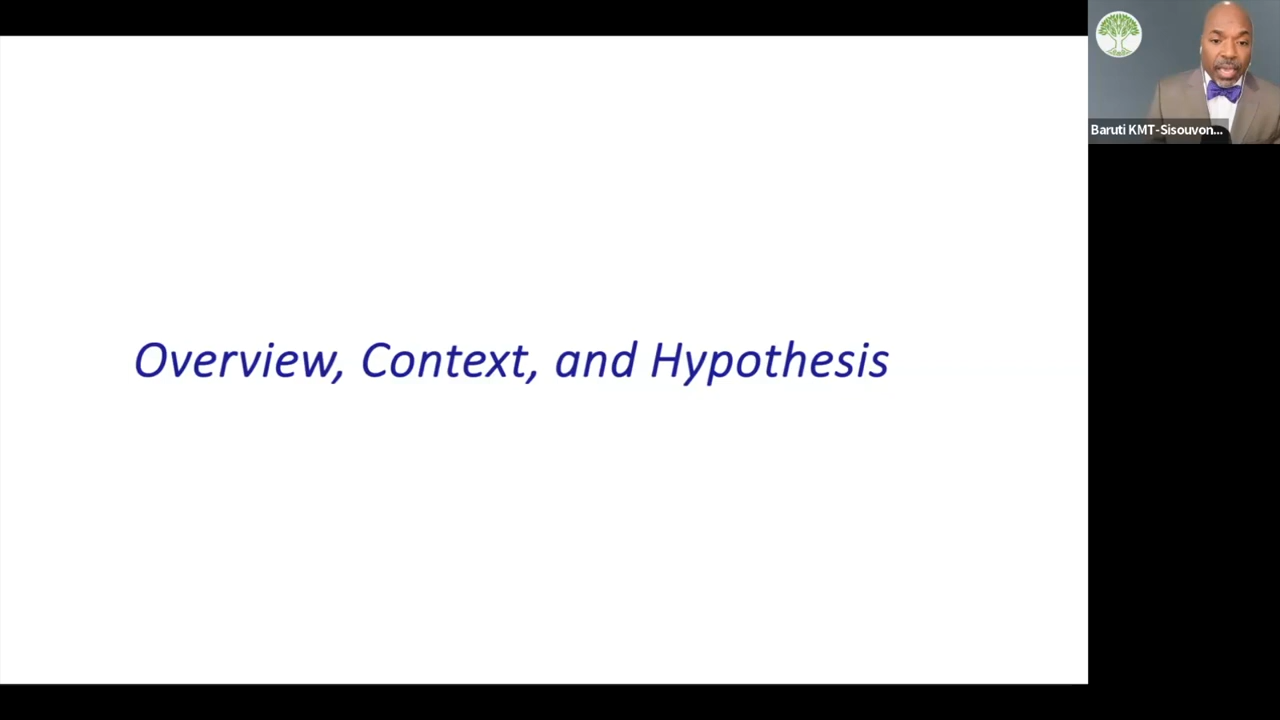 Overview, Context, and Hypothesis
Baruti KMT-Sisouvon...